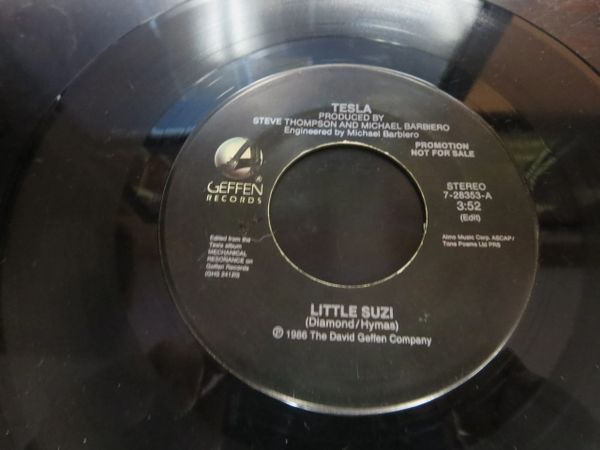 TESLA
PRODUCED BY
STEVE THOMPSON AND MICHAEL BARBIERO
Engineered by Michael Barbiero
PROMOTION
NOT FOR SALE
GEFFEN
RECORDS
®
STEREO
7-28353-A
3:52
(Edit)
Edited from the
Tesla album
MECHANICAL
RESONANCE on
Geffen Records
(GHS 24120)
Almo Music Corp. ASCAP/
Tone Poems Ltd PRS
LITTLE SUZI
(Diamond/Hymas)
℗ 1986 The David Geffen Company